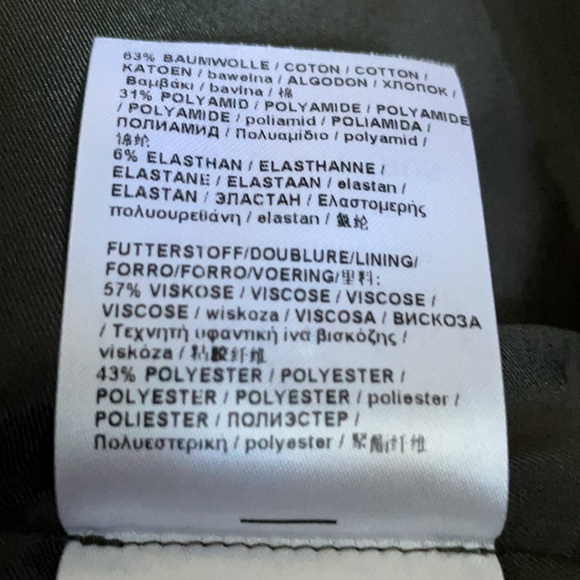 63% BAUMWOLLE / COTON / COTTON /
KATOEN / bawełna / ALGODON / ХЛОПОК /
Βαμβάκι / bavlna / 棉
31% POLYAMID / POLYAMIDE / POLYAMIDE
/ POLYAMIDE / poliamid / POLIAMIDA /
ПОЛИАМИД / Πολυαμίδιο / polyamid /
锦纶
6% ELASTHAN / ELASTHANNE /
ELASTANE / ELASTAAN / elastan /
ELASTAN / ЭЛАСТАН / Ελαστομερής
πολυουρεθάνη / elastan / 氨纶
FUTTERSTOFF/DOUBLURE/LINING/
FORRO/FORRO/VOERING/里料:
57% VISKOSE / VISCOSE / VISCOSE /
VISCOSE / wiskoza / VISCOSA / ВИСКОЗА
/ Τεχνητή υφαντική ίνα βισκόζης /
viskóza / 粘胶纤维
43% POLYESTER / POLYESTER /
POLYESTER / POLYESTER / poliester /
POLIESTER / ПОЛИЭСТЕР /
Πολυεστερικη / polyester / 聚酯纤维